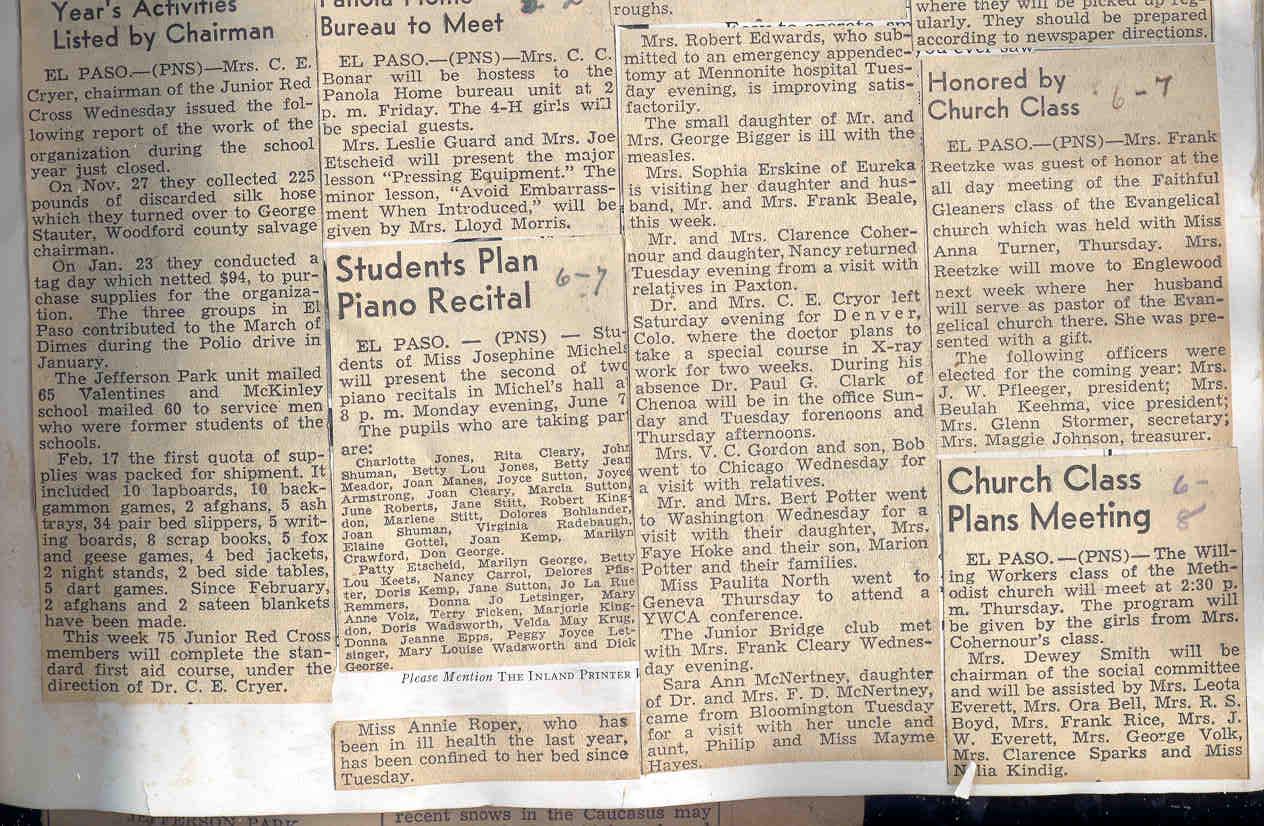 Year's Activities
Listed by Chairman
EL PASO.—(PNS)—Mrs. C. E.
Cryer, chairman of the Junior Red
Cross Wednesday issued the fol-
lowing report of the work of the
organization during the school
year just closed.
On Nov. 27 they collected 225
pounds of discarded silk hose
which they turned over to George
Stauter, Woodford county salvage
chairman.
On Jan. 23 they conducted a
tag day which netted $94, to pur-
chase supplies for the organiza-
tion. The three groups in El
Paso contributed to the March of
Dimes during the Polio drive in
January.
The Jefferson Park unit mailed
65 Valentines and McKinley
school mailed 60 to service men
who were former students of the
schools.
Feb. 17 the first quota of sup-
plies was packed for shipment. It
included 10 lapboards, 10 back-
gammon games, 2 afghans, 5 ash
trays, 34 pair bed slippers, 5 writ-
ing boards, 8 scrap books, 5 fox
and geese games, 4 bed jackets,
2 night stands, 2 bed side tables,
5 dart games. Since February,
2 afghans and 2 sateen blankets
have been made.
This week 75 Junior Red Cross
members will complete the stan-
dard first aid course, under the
direction of Dr. C. E. Cryer.
Panola Home
Bureau to Meet
EL PASO.—(PNS)—Mrs. C. C.
Bonar will be hostess to the
Panola Home bureau unit at 2
p. m. Friday. The 4-H girls will
be special guests.
Mrs. Leslie Guard and Mrs. Joe
Etscheid will present the major
lesson "Pressing Equipment." The
minor lesson, "Avoid Embarrass-
ment When Introduced," will be
given by Mrs. Lloyd Morris.
Students Plan
Piano Recital
6-7
EL PASO. — (PNS) — Stu-
dents of Miss Josephine Michels
will present the second of two
piano recitals in Michel's hall at
8 p. m. Monday evening, June 7
The pupils who are taking part
are:
Charlotte Jones, Rita Cleary, John
Shuman, Betty Lou Jones, Betty Jean
Meador, Joan Manes, Joyce Sutton, Joyce
Armstrong, Joan Cleary, Marcia Sutton,
June Roberts, Jane Stitt, Robert King-
don, Marlene Stitt, Dolores Bohlander,
Joan Shuman, Virginia Radebaugh,
Elaine Gottel, Joan Kemp, Marilyn
Crawford, Don George.
Patty Etscheid, Marilyn George, Betty
Lou Keets, Nancy Carrol, Delores Pfis-
ter, Doris Kemp, Jane Sutton, Jo La Rue
Remmers, Donna Jo Letsinger, Mary
Anne Volz, Terry Ficken, Marjorie King-
don, Doris Wadsworth, Velda May Krug,
Donna Jeanne Epps, Peggy Joyce Let-
singer, Mary Louise Wadsworth and Dick
George.
Please Mention THE INLAND PRINTER
Miss Annie Roper, who has
been in ill health the last year,
has been confined to her bed since
Tuesday.
roughs.
Easy to operate
Mrs. Robert Edwards, who sub-
mitted to an emergency appendec-
tomy at Mennonite hospital Tues-
day evening, is improving satis-
factorily.
The small daughter of Mr. and
Mrs. George Bigger is ill with the
measles.
Mrs. Sophia Erskine of Eureka
is visiting her daughter and hus-
band, Mr. and Mrs. Frank Beale,
this week.
Mr. and Mrs. Clarence Coher-
nour and daughter, Nancy returned
Tuesday evening from a visit with
relatives in Paxton.
Dr. and Mrs. C. E. Cryor left
Saturday evening for Denver,
Colo. where the doctor plans to
take a special course in X-ray
work for two weeks. During his
absence Dr. Paul G. Clark of
Chenoa will be in the office Sun-
day and Tuesday forenoons and
Thursday afternoons.
Mrs. V. C. Gordon and son, Bob
went to Chicago Wednesday for
a visit with relatives.
Mr. and Mrs. Bert Potter went
to Washington Wednesday for a
visit with their daughter, Mrs.
Faye Hoke and their son, Marion
Potter and their families.
Miss Paulita North went to
Geneva Thursday to attend a
YWCA conference.
The Junior Bridge club met
with Mrs. Frank Cleary Wednes-
day evening.
Sara Ann McNertney, daughter
of Dr. and Mrs. F. D. McNertney,
came from Bloomington Tuesday
for a visit with her uncle and
aunt, Philip and Miss Mayme
Hayes.
where they will be picked up reg-
ularly. They should be prepared
according to newspaper directions.
you ever saw
Honored by
Church Class
6-7
EL PASO.—(PNS)—Mrs. Frank
Reetzke was guest of honor at the
all day meeting of the Faithful
Gleaners class of the Evangelical
church which was held with Miss
Anna Turner, Thursday. Mrs.
Reetzke will move to Englewood
next week where her husband
will serve as pastor of the Evan-
gelical church there. She was pre-
sented with a gift.
The following officers were
elected for the coming year: Mrs.
J. W. Pfleeger, president; Mrs.
Beulah Keehma, vice president;
Mrs. Glenn Stormer, secretary;
Mrs. Maggie Johnson, treasurer.
Church Class
Plans Meeting
6-8
EL PASO.—(PNS)—The Will-
ing Workers class of the Meth-
odist church will meet at 2:30 p.
m. Thursday. The program will
be given by the girls from Mrs.
Cohernour's class.
Mrs. Dewey Smith will be
chairman of the social committee
and will be assisted by Mrs. Leota
Everett, Mrs. Ora Bell, Mrs. R. S.
Boyd, Mrs. Frank Rice, Mrs. J.
W. Everett, Mrs. George Volk,
Mrs. Clarence Sparks and Miss
Kindig.
JEFFERSON PARK
recent snows in the Caucasus may